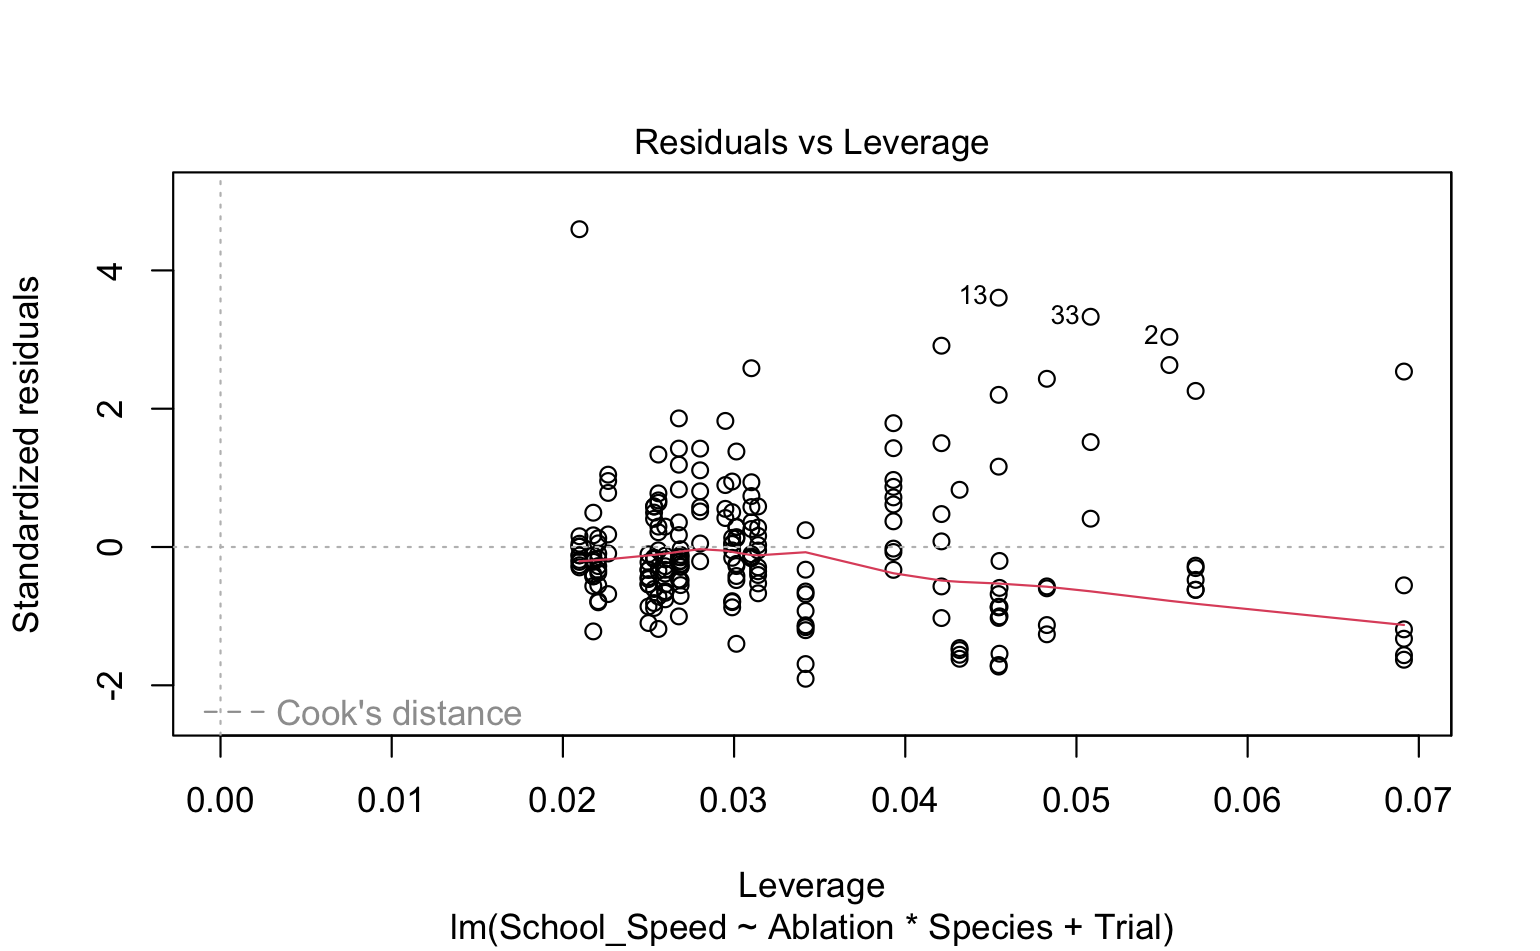 Residuals vs Leverage
Standardized residuals
4
2
0
-2
13
33
2
Cook's distance
0.00 0.01 0.02 0.03 0.04 0.05 0.06 0.07
Leverage
lm(School_Speed ~ Ablation * Species + Trial)